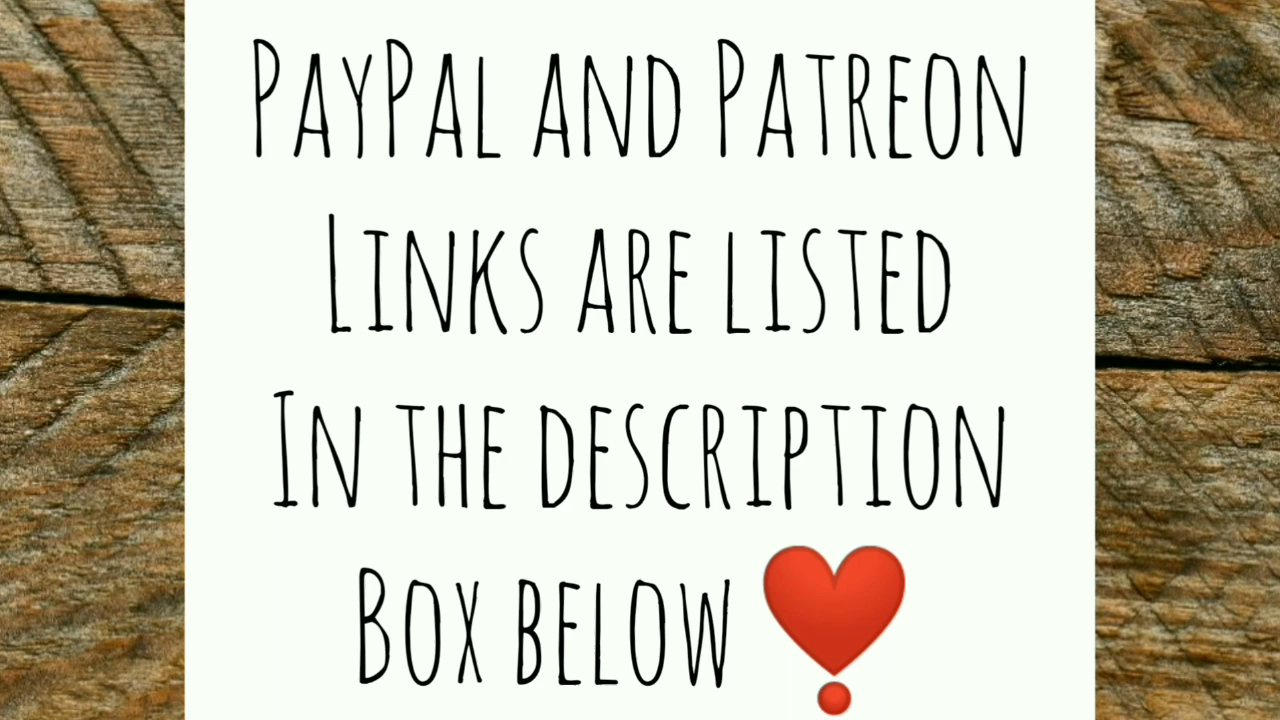 PayPal and Patreon
Links are listed
In the description
Box below ❣